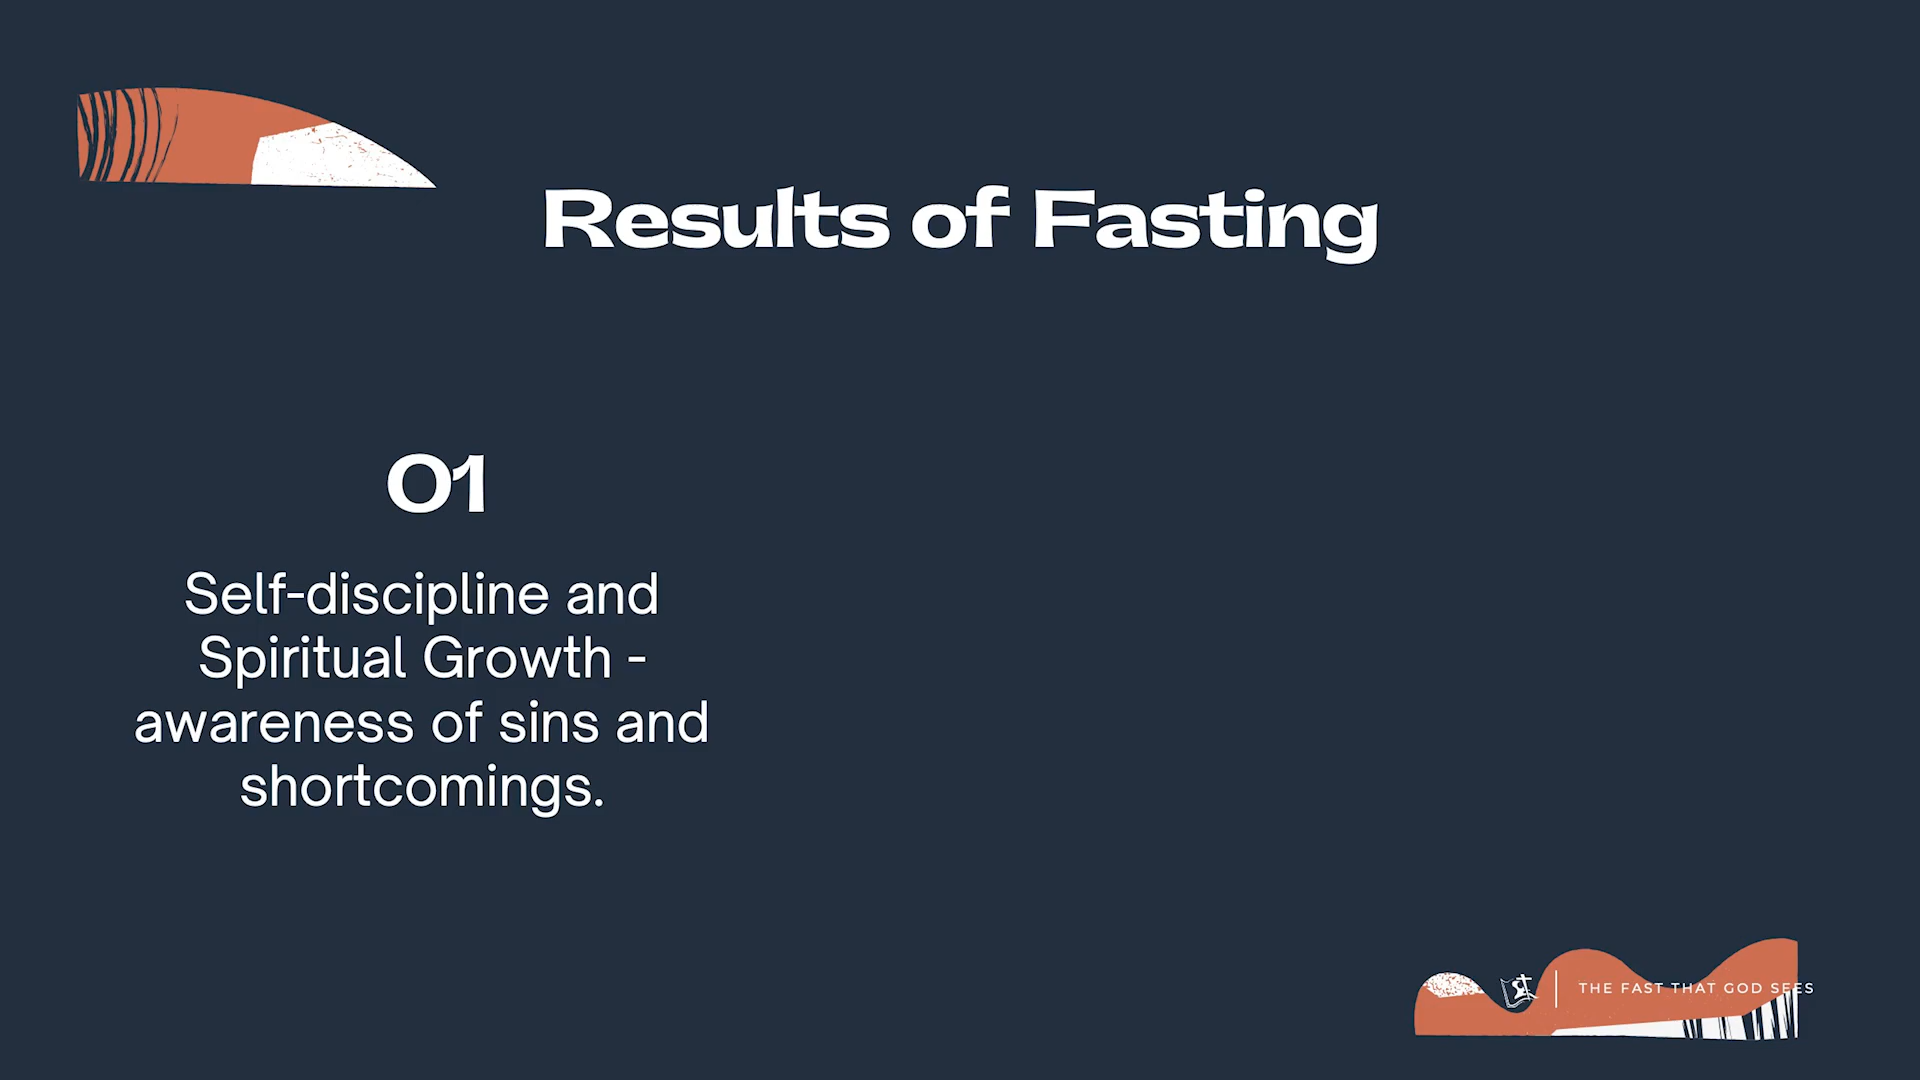 Results of Fasting
01
Self-discipline and
Spiritual Growth -
awareness of sins and
shortcomings.
THE FAST THAT GOD SEES